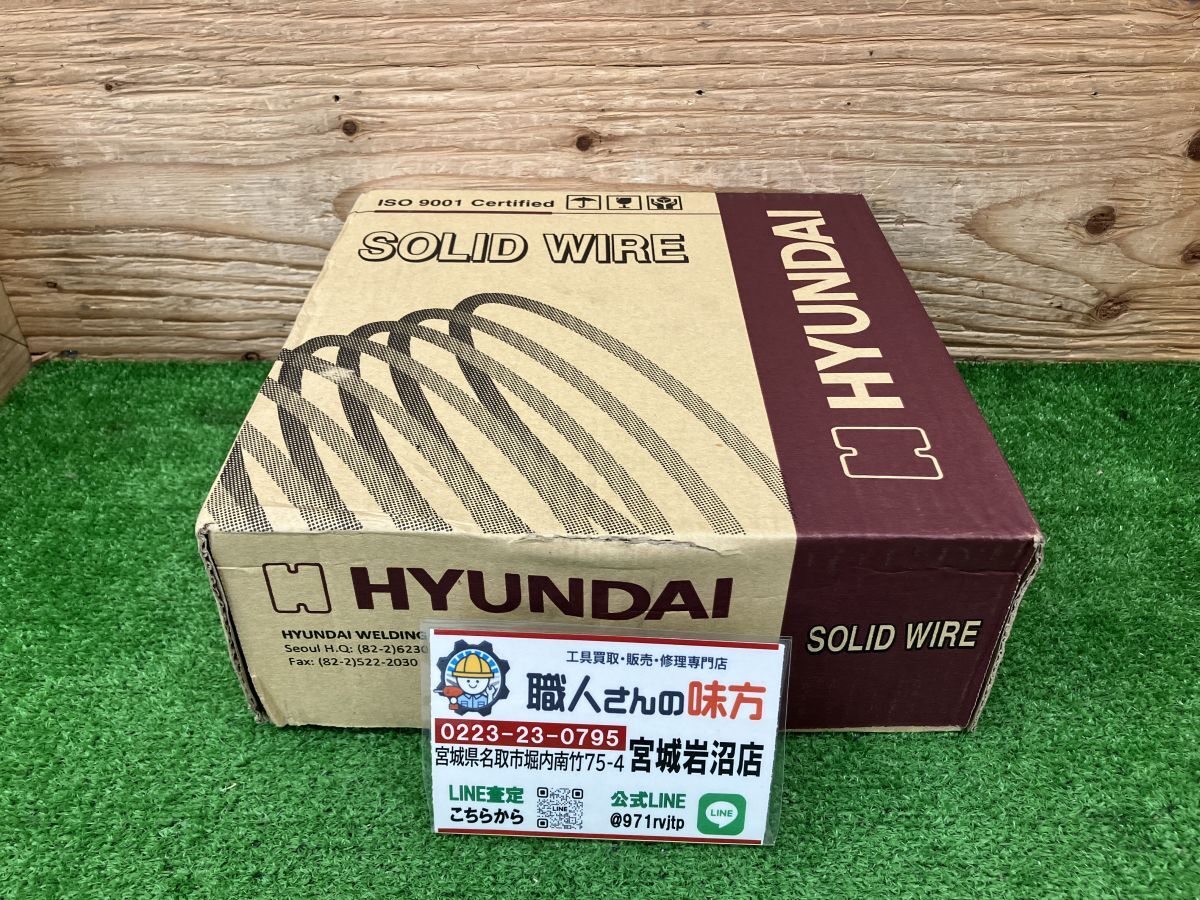 ISO 9001 Certified
SOLID WIRE
HYUNDAI
HYUNDAI
HYUNDAI WELDING
Seoul H.Q: (82-2)6230
Fax: (82-2)522-2030
SOLID WIRE
工具買取・販売・修理専門店
職人さんの味方
0223-23-0795
宮城県名取市堀内南竹75-4 宮城岩沼店
LINE査定
こちらから
LINE
公式LINE
@971rvjtp
LINE